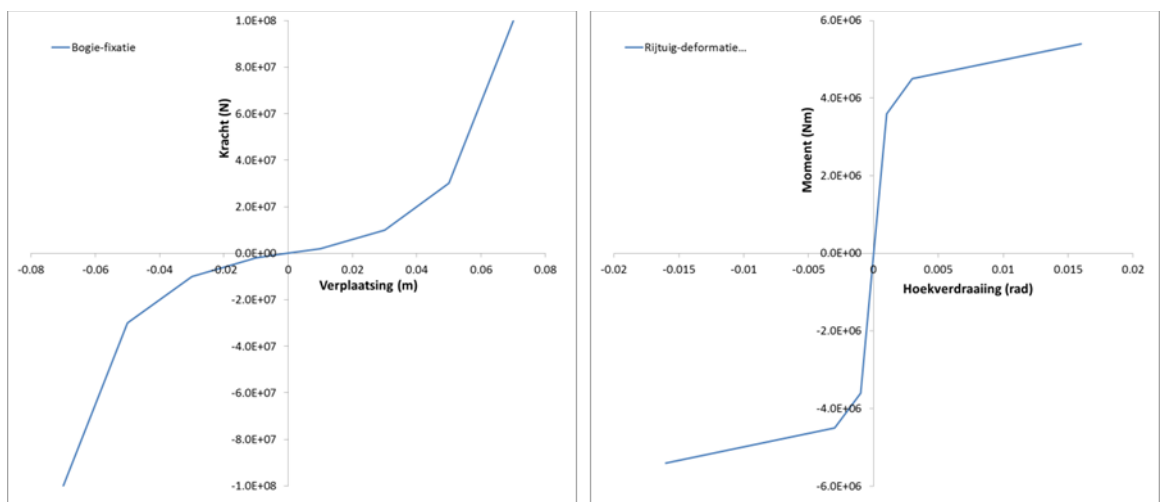 Bogie-fixatie
Kracht (N)
1.0E+08
8.0E+07
6.0E+07
4.0E+07
2.0E+07
0.0E+00
-2.0E+07
-4.0E+07
-6.0E+07
-8.0E+07
-1.0E+08
-0.08 -0.06 -0.04 -0.02 0 0.02 0.04 0.06 0.08
Verplaatsing (m)
Rijtuig-deformatie...
Moment (Nm)
6.0E+06
4.0E+06
2.0E+06
0.0E+00
-2.0E+06
-4.0E+06
-6.0E+06
-0.02 -0.015 -0.01 -0.005 0 0.005 0.01 0.015 0.02
Hoekverdraaiing (rad)